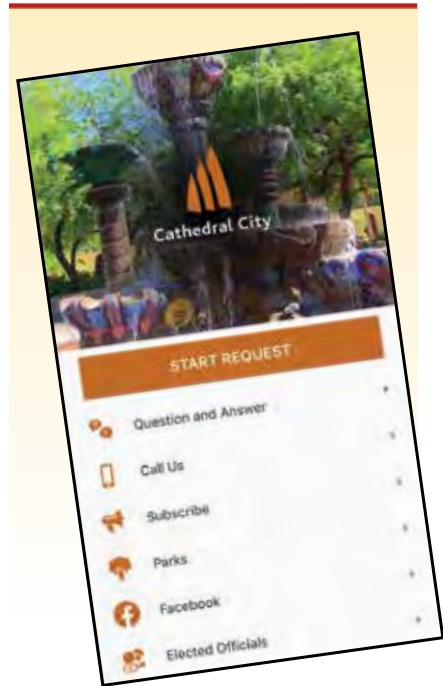 Cathedral City
START REQUEST
Question and Answer
Call Us
Subscribe
Parks
Facebook
Elected Officials